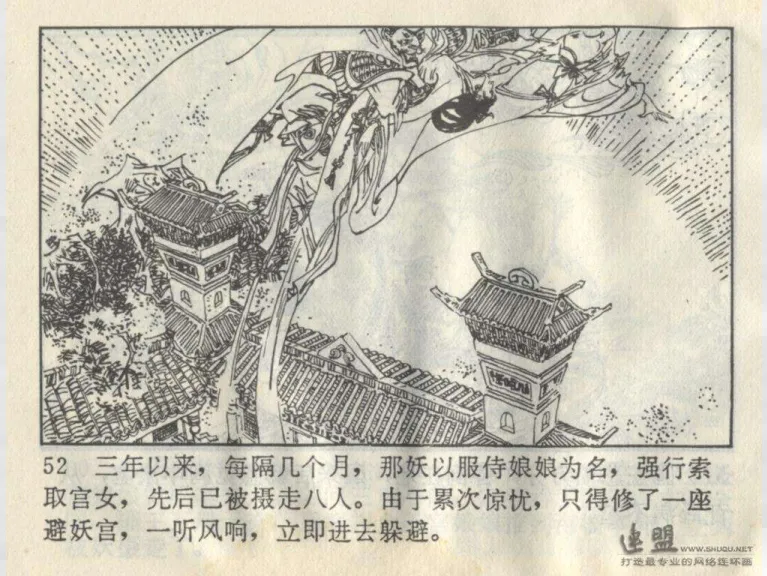 52 三年以来，每隔几个月，那妖以服侍娘娘为名，强行索
取宫女，先后已被摄走八人。由于累次惊忧，只得修了一座
避妖宫，一听风响，立即进去躲避。
连盟 WWW.SHUQU.NET
打造最专业的网络连环画